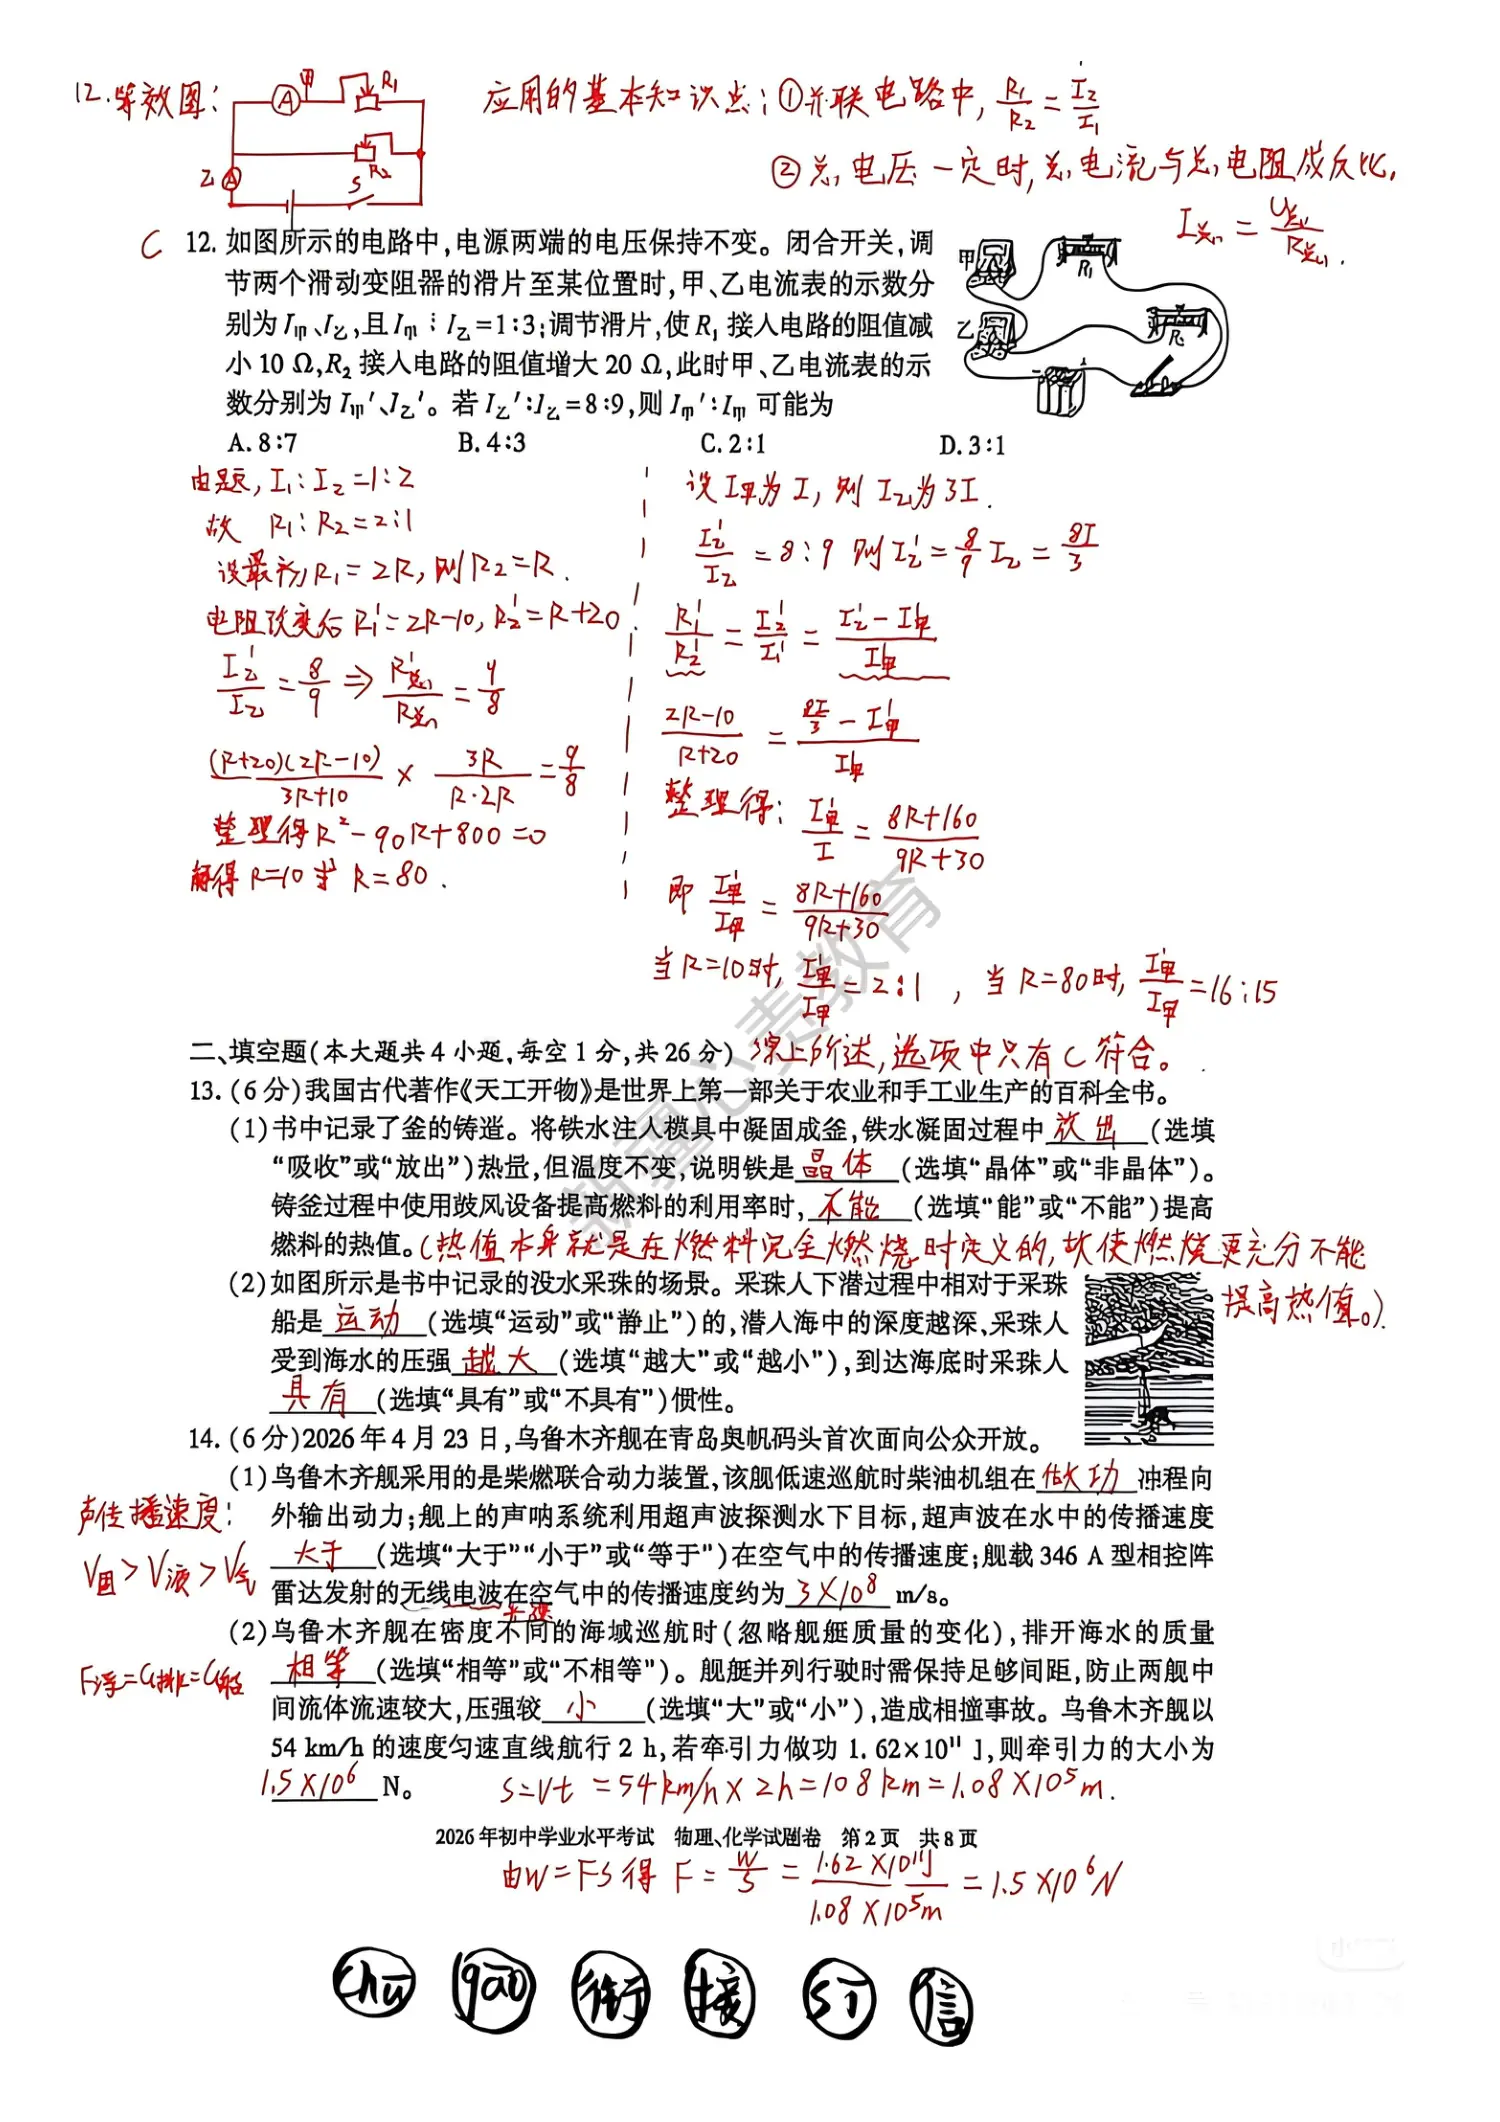 12.等效图:
甲
A
R₁
R₂
乙
A
S
应用的基本知识点:①并联电路中, R₁/R₂ = I₂/I₁
②总电压一定时,总电流与总电阻成反比.
I总 = U总/R总 .
C 12. 如图所示的电路中,电源两端的电压保持不变。闭合开关,调
节两个滑动变阻器的滑片至某位置时,甲、乙电流表的示数分
别为I甲、I乙,且I甲∶I乙=1∶3;调节滑片,使R₁接入电路的阻值减
小10 Ω,R₂接入电路的阻值增大20 Ω,此时甲、乙电流表的示
数分别为I甲′、I乙′。若I乙′∶I乙=8∶9,则I甲′∶I甲可能为
甲
R₁
乙
A. 8∶7 B. 4∶3 C. 2∶1 D. 3∶1
由题, I₁:I₂=1:2
故 R₁:R₂=2:1
设最初R₁=2R, 则R₂=R.
电阻改变后R₁′=2R-10, R₂′=R+20.
I乙′/I乙 = 8/9 ⇒ R总′/R总 = 9/8
(R+20)(2R-10)/3R+10 × 3R/R·2R = 9/8
整理得R²-90R+800=0
解得R=10或R=80.
设I甲为I, 则I乙为3I.
I乙′/I乙 = 8:9 则I乙′= 8/9 I乙 = 8I/3
R₁′/R₂′ = I₂′/I₁′ = I乙′-I甲′/I甲′
2R-10/R+20 = 8I/3 - I甲′/I甲′
整理得: I甲′/I = 8R+160/9R+30
即 I甲′/I甲 = 8R+160/9R+30
当R=10时, I甲′/I甲=2:1 , 当R=80时, I甲′/I甲=16:15
二、填空题(本大题共4小题,每空1分,共26分) 综上所述,选项中只有C符合。
13. (6分)我国古代著作《天工开物》是世界上第一部关于农业和手工业生产的百科全书。
(1)书中记录了釜的铸造。将铁水注入模具中凝固成釜,铁水凝固过程中 放出 (选填
“吸收”或“放出”)热量,但温度不变,说明铁是 晶体 (选填“晶体”或“非晶体”)。
铸釜过程中使用鼓风设备提高燃料的利用率时, 不能 (选填“能”或“不能”)提高
燃料的热值。(热值本身就是在燃料完全燃烧时定义的,故使燃烧更充分不能
提高热值。).
(2)如图所示是书中记录的没水采珠的场景。采珠人下潜过程中相对于采珠
船是 运动 (选填“运动”或“静止”)的,潜入海中的深度越深,采珠人
受到海水的压强 越大 (选填“越大”或“越小”),到达海底时采珠人
具有 (选填“具有”或“不具有”)惯性。
14. (6分)2026年4月23日,乌鲁木齐舰在青岛奥帆码头首次面向公众开放。
(1)乌鲁木齐舰采用的是柴燃联合动力装置,该舰低速巡航时柴油机组在 做功 冲程向
外输出动力;舰上的声呐系统利用超声波探测水下目标,超声波在水中的传播速度
大于 (选填“大于”“小于”或“等于”)在空气中的传播速度;舰载346 A型相控阵
雷达发射的无线电波在空气中的传播速度约为 3×10⁸ m/s。
声传播速度:
V固>V液>V气
光速
(2)乌鲁木齐舰在密度不同的海域巡航时(忽略舰艇质量的变化),排开海水的质量
相等 (选填“相等”或“不相等”)。舰艇并列行驶时需保持足够间距,防止两舰中
间流体流速较大,压强较 小 (选填“大”或“小”),造成相撞事故。乌鲁木齐舰以
54 km/h的速度匀速直线航行2 h,若牵引力做功1.62×10¹¹ J,则牵引力的大小为
1.5×10⁶ N。 S=Vt =54km/h×2h=108km=1.08×10⁵m.
F浮=G排=G船
2026年初中学业水平考试 物理、化学试题卷 第2页 共8页
由W=FS得 F= W/S = 1.62×10¹¹J/1.08×10⁵m =1.5×10⁶N
新疆心素教育
chū gāo 衔 接 sī 信